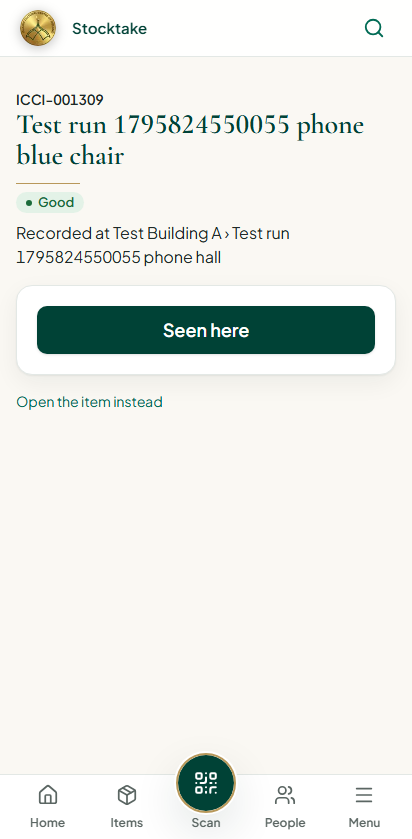 Stocktake
ICCI-001309
Test run 1795824550055 phone
blue chair
Good
Recorded at Test Building A › Test run
1795824550055 phone hall
Seen here
Open the item instead
Home
Items
Scan
People
Menu